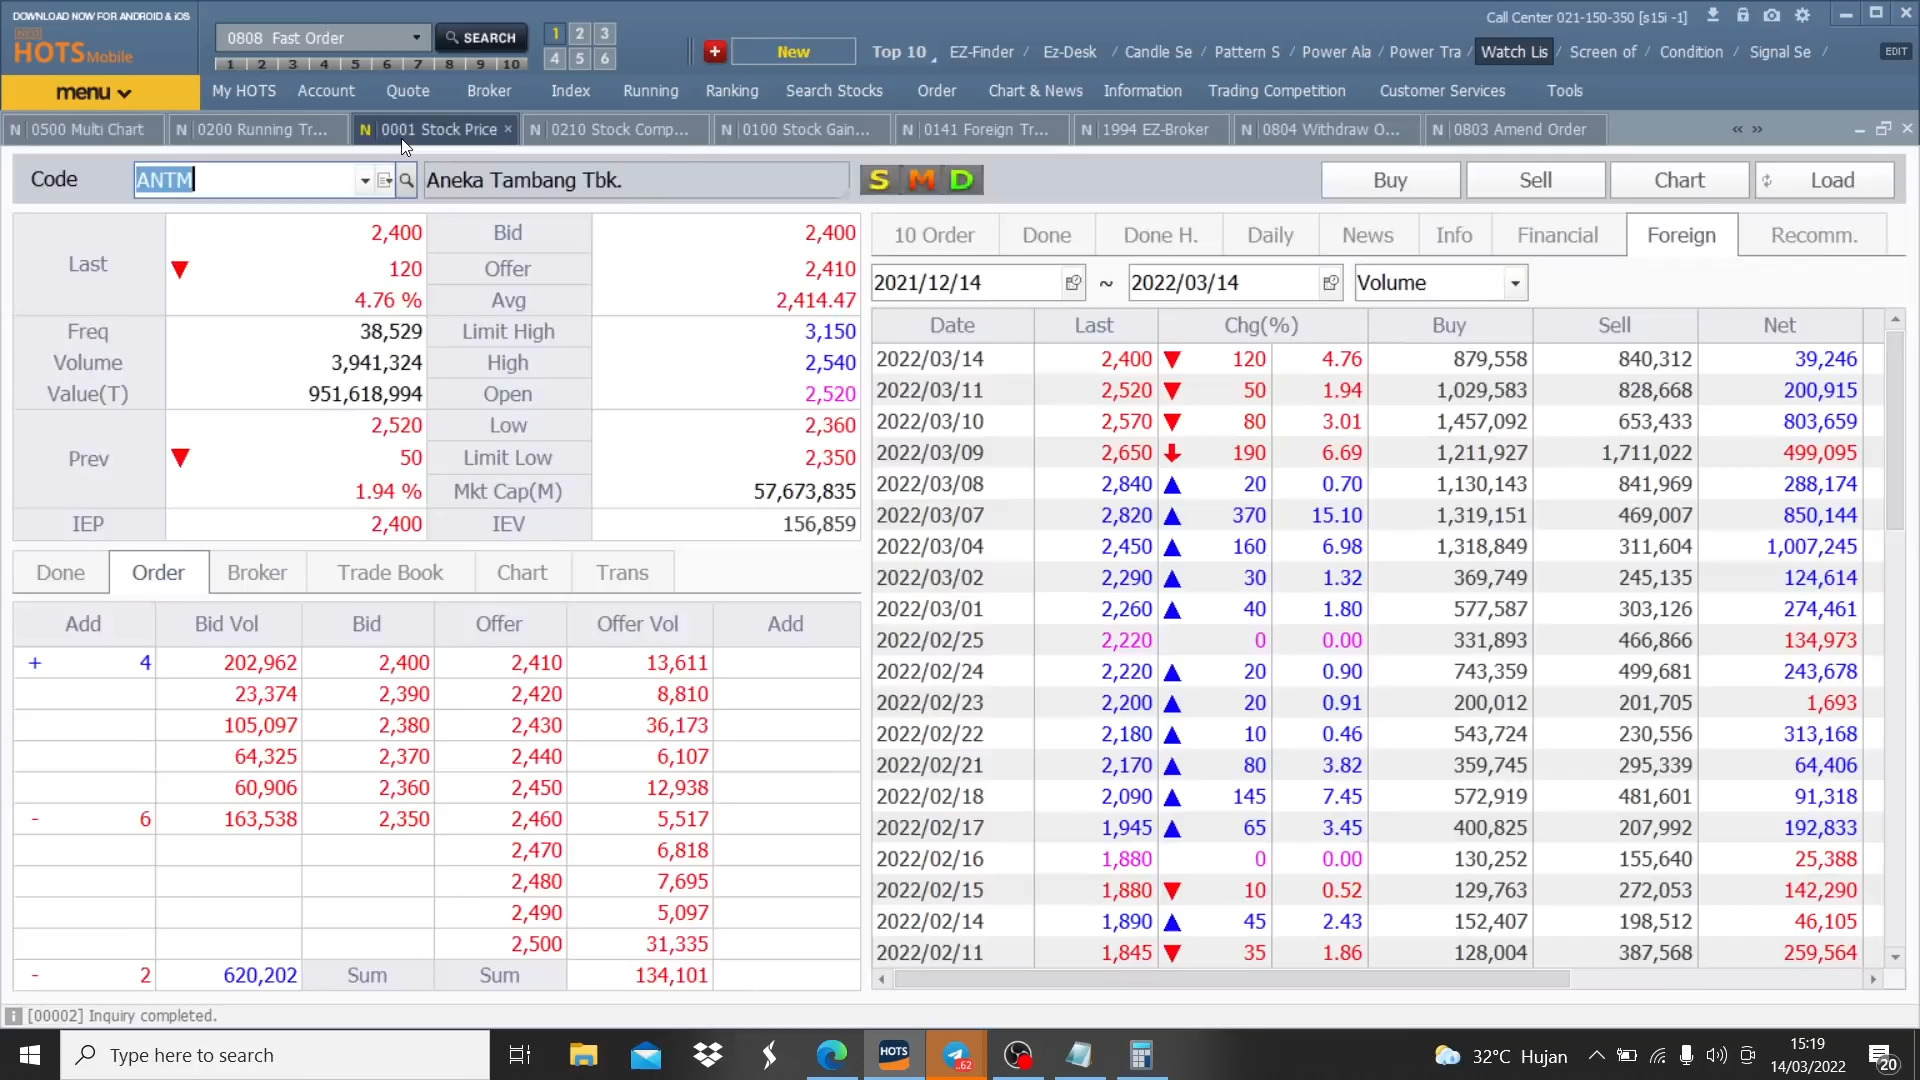 DOWNLOAD NOW FOR ANDROID & iOS
HOTS Mobile
0808 Fast Order
SEARCH
1 2 3 4 5 6 7 8 9 10
1 2 3
4 5 6
New
Top 10
EZ-Finder / Ez-Desk / Candle Se / Pattern S / Power Ala / Power Tra / Watch Lis / Screen of / Condition / Signal Se /
Call Center 021-150-350 [s15i -1]
EDIT
menu
My HOTS Account Quote Broker Index Running Ranking Search Stocks Order Chart & News Information Trading Competition Customer Services Tools
N 0500 Multi Chart N 0200 Running Tr... N 0001 Stock Price × N 0210 Stock Comp... N 0100 Stock Gain... N 0141 Foreign Tr... N 1994 EZ-Broker N 0804 Withdraw O... N 0803 Amend Order « »
Code ANTM Aneka Tambang Tbk. S M D Buy Sell Chart Load
Last 2,400 Bid 2,400
▼ 120 Offer 2,410
4.76 % Avg 2,414.47
Freq 38,529 Limit High 3,150
Volume 3,941,324 High 2,540
Value(T) 951,618,994 Open 2,520
Prev 2,520 Low 2,360
▼ 50 Limit Low 2,350
1.94 % Mkt Cap(M) 57,673,835
IEP 2,400 IEV 156,859
Done Order Broker Trade Book Chart Trans
Add Bid Vol Bid Offer Offer Vol Add
+ 4 202,962 2,400 2,410 13,611
23,374 2,390 2,420 8,810
105,097 2,380 2,430 36,173
64,325 2,370 2,440 6,107
60,906 2,360 2,450 12,938
- 6 163,538 2,350 2,460 5,517
2,470 6,818
2,480 7,695
2,490 5,097
2,500 31,335
- 2 620,202 Sum Sum 134,101
10 Order Done Done H. Daily News Info Financial Foreign Recomm.
2021/12/14 ~ 2022/03/14 Volume
Date Last Chg(%) Buy Sell Net
2022/03/14 2,400 ▼ 120 4.76 879,558 840,312 39,246
2022/03/11 2,520 ▼ 50 1.94 1,029,583 828,668 200,915
2022/03/10 2,570 ▼ 80 3.01 1,457,092 653,433 803,659
2022/03/09 2,650 ↓ 190 6.69 1,211,927 1,711,022 499,095
2022/03/08 2,840 ▲ 20 0.70 1,130,143 841,969 288,174
2022/03/07 2,820 ▲ 370 15.10 1,319,151 469,007 850,144
2022/03/04 2,450 ▲ 160 6.98 1,318,849 311,604 1,007,245
2022/03/02 2,290 ▲ 30 1.32 369,749 245,135 124,614
2022/03/01 2,260 ▲ 40 1.80 577,587 303,126 274,461
2022/02/25 2,220 0 0.00 331,893 466,866 134,973
2022/02/24 2,220 ▲ 20 0.90 743,359 499,681 243,678
2022/02/23 2,200 ▲ 20 0.91 200,012 201,705 1,693
2022/02/22 2,180 ▲ 10 0.46 543,724 230,556 313,168
2022/02/21 2,170 ▲ 80 3.82 359,745 295,339 64,406
2022/02/18 2,090 ▲ 145 7.45 572,919 481,601 91,318
2022/02/17 1,945 ▲ 65 3.45 400,825 207,992 192,833
2022/02/16 1,880 0 0.00 130,252 155,640 25,388
2022/02/15 1,880 ▼ 10 0.52 129,763 272,053 142,290
2022/02/14 1,890 ▲ 45 2.43 152,407 198,512 46,105
2022/02/11 1,845 ▼ 35 1.86 128,004 387,568 259,564
[00002] Inquiry completed.
Type here to search
HOTS
62
32°C Hujan
15:19
14/03/2022
20